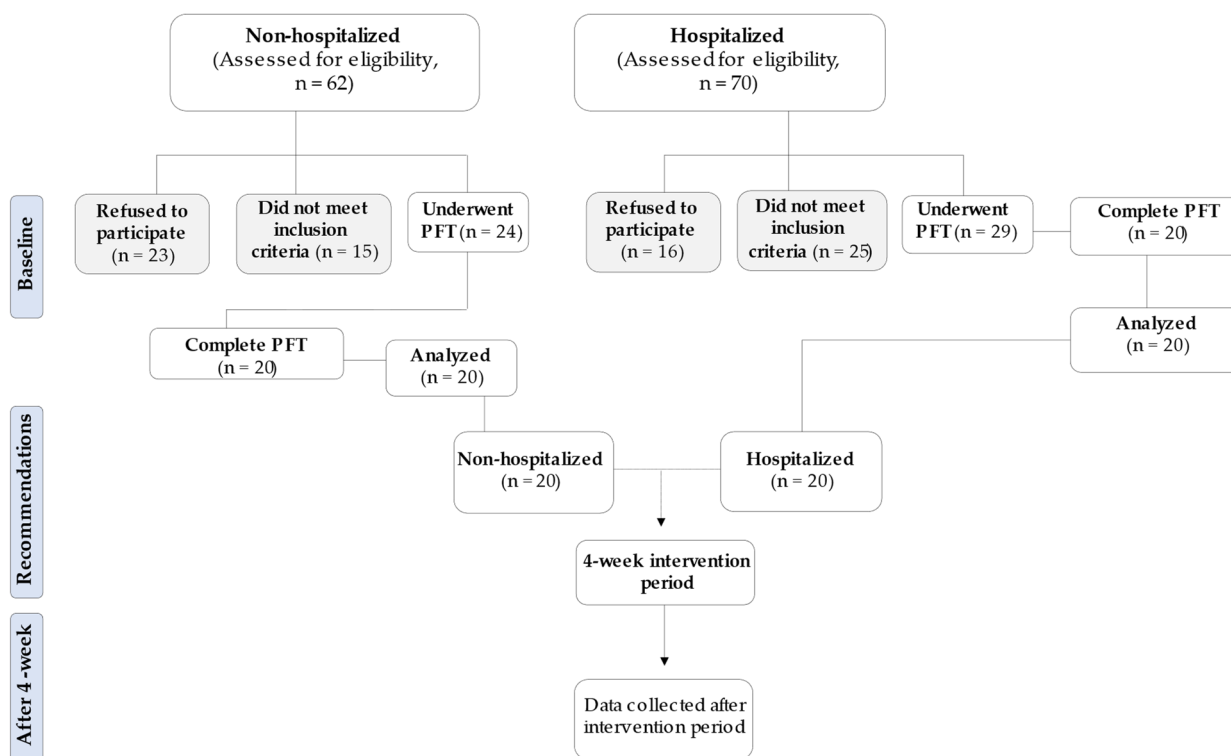 Non-hospitalized
(Assessed for eligibility,
n = 62)
Hospitalized
(Assessed for eligibility,
n = 70)
Baseline
Refused to
participate
(n = 23)
Did not meet
inclusion
criteria (n = 15)
Underwent
PFT (n = 24)
Refused to
participate
(n = 16)
Did not meet
inclusion
criteria (n = 25)
Underwent
PFT (n = 29)
Complete PFT
(n = 20)
Complete PFT
(n = 20)
Analyzed
(n = 20)
Analyzed
(n = 20)
Recommendations
Non-hospitalized
(n = 20)
Hospitalized
(n = 20)
4-week intervention
period
After 4 -week
Data collected after
intervention period